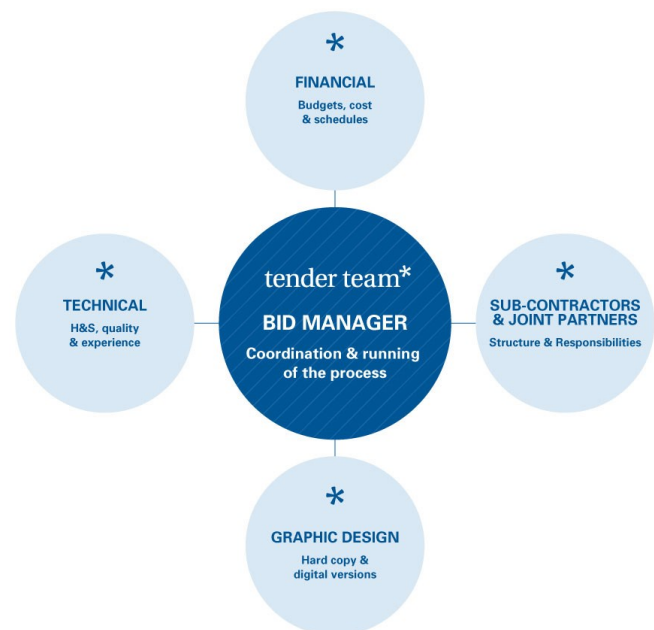 *
FINANCIAL
Budgets, cost
& schedules
*
TECHNICAL
H&S, quality
& experience
tender team*
BID MANAGER
Coordination & running
of the process
*
SUB-CONTRACTORS
& JOINT PARTNERS
Structure & Responsibilities
*
GRAPHIC DESIGN
Hard copy &
digital versions